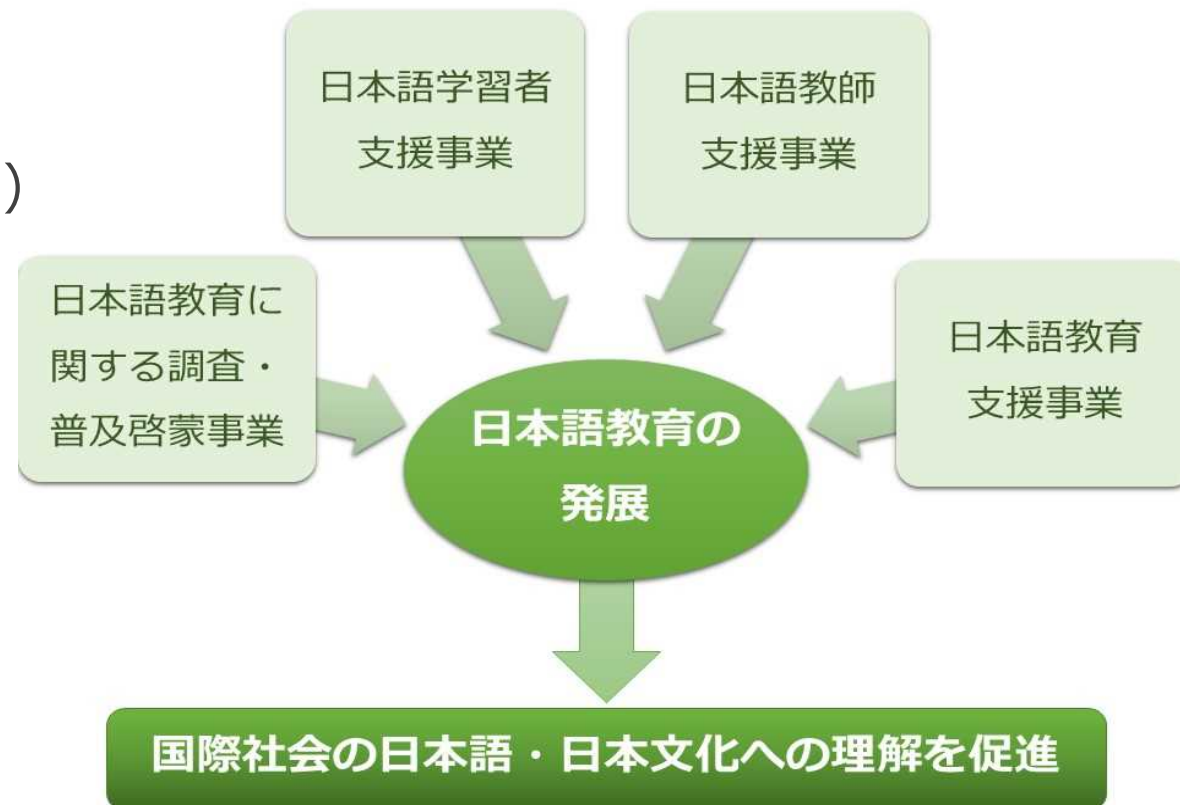 日本語学習者
支援事業
日本語教師
支援事業
)
日本語教育に
関する調査・
普及啓蒙事業
日本語教育
支援事業
日本語教育の
発展
国際社会の日本語・日本文化への理解を促進